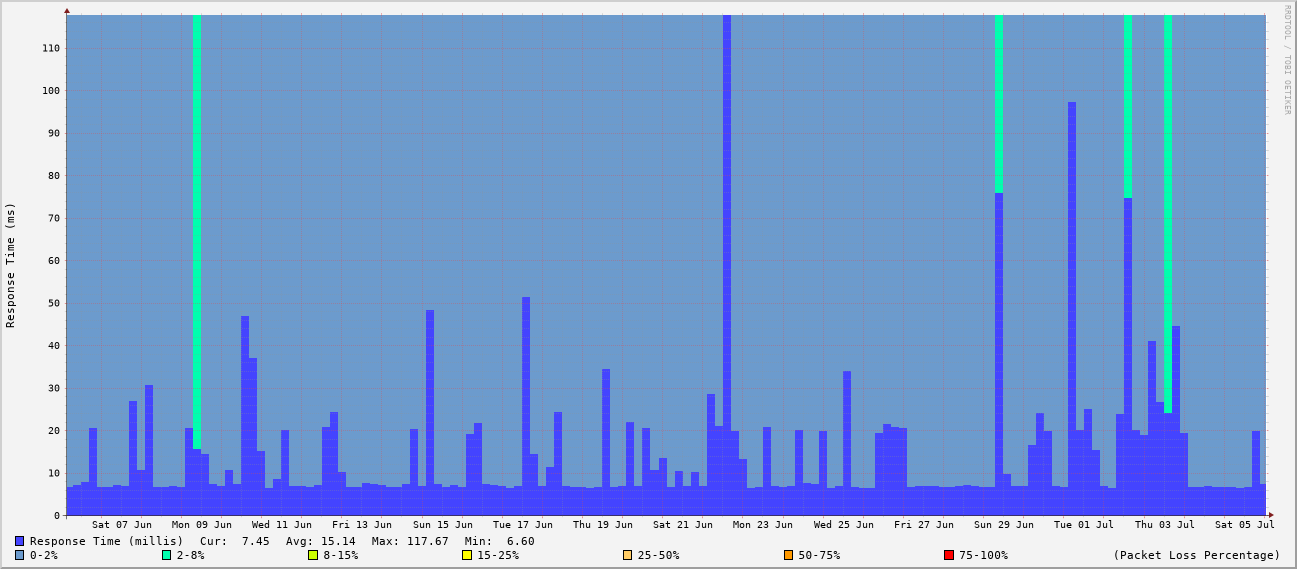 RRDTOOL / TOBI OETIKER
Response Time (ms)
110
100
90
80
70
60
50
40
30
20
10
0
Sat 07 Jun Mon 09 Jun Wed 11 Jun Fri 13 Jun Sun 15 Jun Tue 17 Jun Thu 19 Jun Sat 21 Jun Mon 23 Jun Wed 25 Jun Fri 27 Jun Sun 29 Jun Tue 01 Jul Thu 03 Jul Sat 05 Jul
Response Time (millis) Cur: 7.45 Avg: 15.14 Max: 117.67 Min: 6.60
0-2% 2-8% 8-15% 15-25% 25-50% 50-75% 75-100% (Packet Loss Percentage)